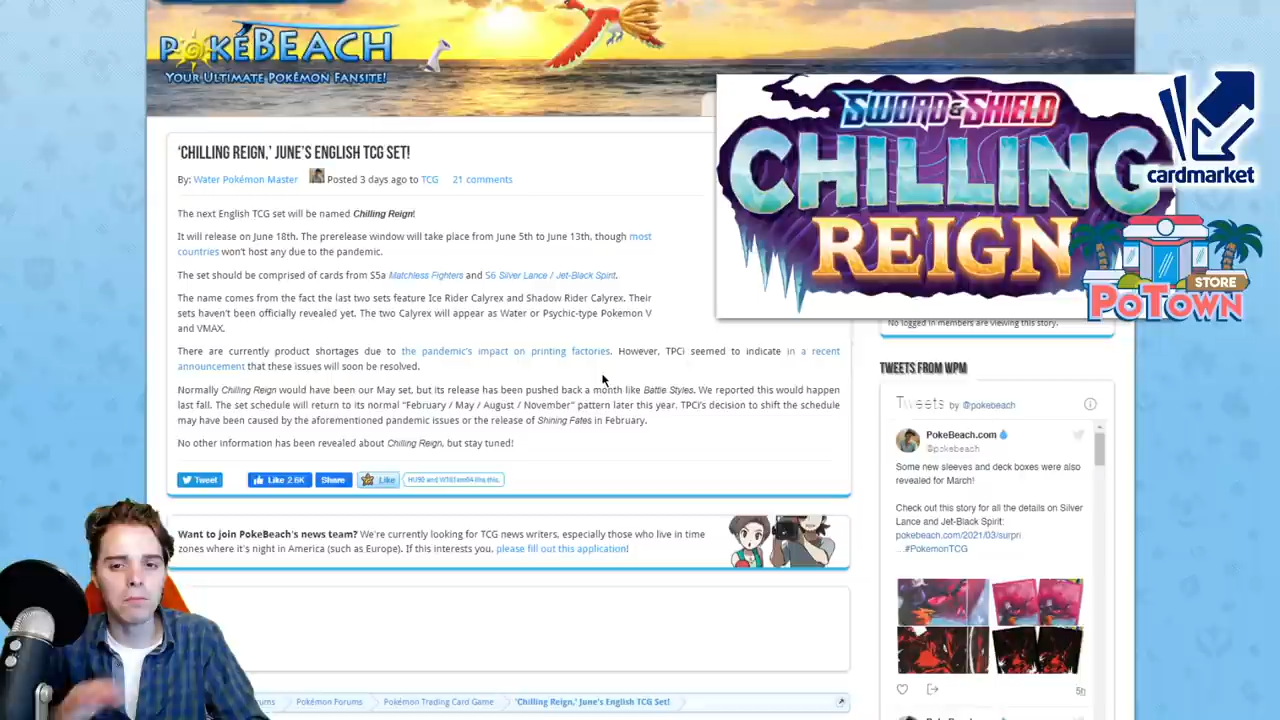 POKÉBEACH
YOUR ULTIMATE POKÉMON FANSITE!
'CHILLING REIGN,' JUNE'S ENGLISH TCG SET!
By: Water Pokémon Master Posted 3 days ago to TCG 21 comments
The next English TCG set will be named Chilling Reign!
It will release on June 18th. The prerelease window will take place from June 5th to June 13th, though most
countries won't host any due to the pandemic.
The set should be comprised of cards from S5a Matchless Fighters and S6 Silver Lance / Jet-Black Spirit.
The name comes from the fact the last two sets feature Ice Rider Calyrex and Shadow Rider Calyrex. Their
sets haven't been officially revealed yet. The two Calyrex will appear as Water or Psychic-type Pokemon V
and VMAX.
There are currently product shortages due to the pandemic's impact on printing factories. However, TPCi seemed to indicate in a recent
announcement that these issues will soon be resolved.
Normally Chilling Reign would have been our May set, but its release has been pushed back a month like Battle Styles. We reported this would happen
last fall. The set schedule will return to its normal "February / May / August / November" pattern later this year. TPCi's decision to shift the schedule
may have been caused by the aforementioned pandemic issues or the release of Shining Fates in February.
No other information has been revealed about Chilling Reign, but stay tuned!
Tweet Like 2.6K Share Like
Want to join PokeBeach's news team? We're currently looking for TCG news writers, especially those who live in time
zones where it's night in America (such as Europe). If this interests you, please fill out this application!
rums Pokémon Forums Pokémon Trading Card Game 'Chilling Reign,' June's English TCG Set!
SWORD & SHIELD
CHILLING
REIGN
cardmarket
STORE
POTOWN
No logged in members are viewing this story.
TWEETS FROM WPM
Tweets by @pokebeach
PokeBeach.com
@pokebeach
Some new sleeves and deck boxes were also
revealed for March!
Check out this story for all the details on Silver
Lance and Jet-Black Spirit:
pokebeach.com/2021/03/surpri
…#PokemonTCG
5h